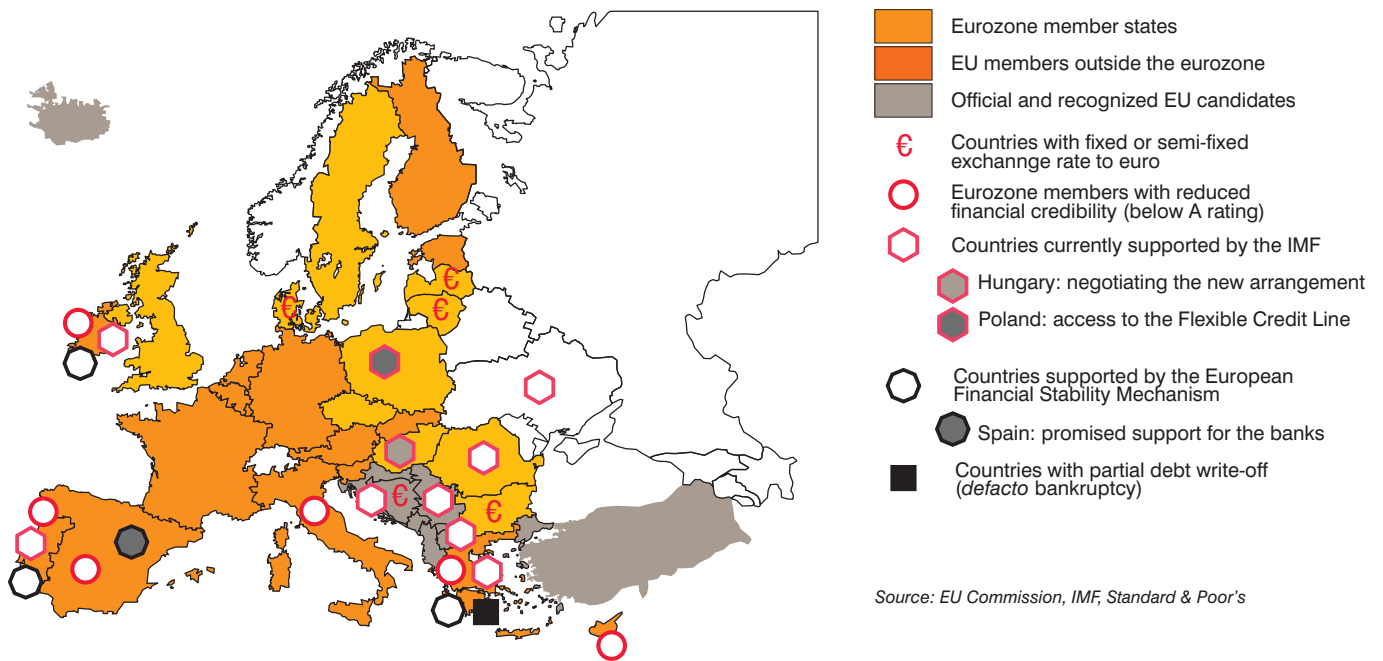 Eurozone member states
EU members outside the eurozone
Official and recognized EU candidates
€
Countries with fixed or semi-fixed
exchannge rate to euro
Eurozone members with reduced
financial credibility (below A rating)
Countries currently supported by the IMF
Hungary: negotiating the new arrangement
Poland: access to the Flexible Credit Line
Countries supported by the European
Financial Stability Mechanism
Spain: promised support for the banks
Countries with partial debt write-off
(defacto bankruptcy)
Source: EU Commission, IMF, Standard & Poor's
€
€
€
€
€